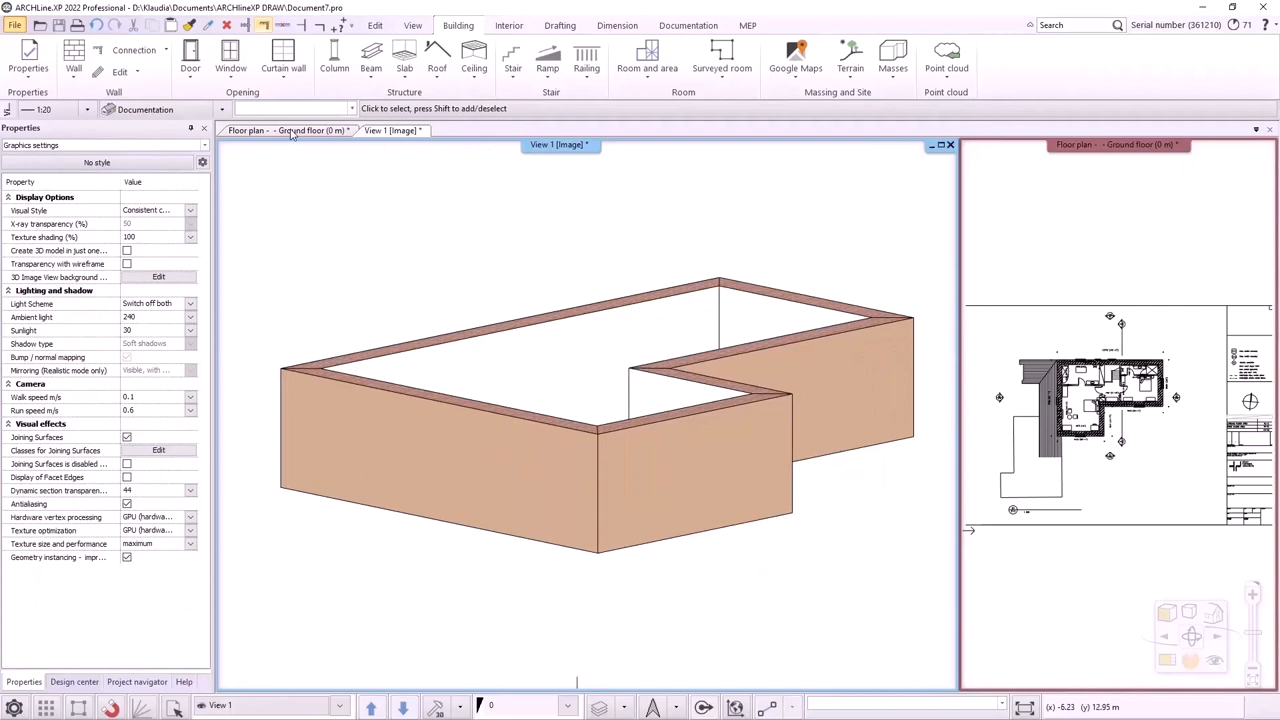 ARCHLine.XP 2022 Professional D:\Klaudia\Documents\ARCHlineXP DRAW\Document7.pro
File Edit View Building Interior Drafting Dimension Documentation MEP Search Serial number (361210) 71
Properties Wall Connection Edit Door Window Curtain wall Column Beam Slab Roof Ceiling Stair Ramp Railing Room and area Surveyed room Google Maps Terrain Masses Point cloud
Properties Wall Opening Structure Stair Room Massing and Site Point cloud
1:20 Documentation Click to select, press Shift to add/deselect
Properties Floor plan - - Ground floor (0 m) * View 1 [Image] *
Graphics settings View 1 [Image] * Floor plan - - Ground floor (0 m) *
No style
Property Value
Display Options
Visual Style Consistent c...
X-ray transparency (%) 50
Texture shading (%) 100
Create 3D model in just one...
Transparency with wireframe
3D Image View background ... Edit
Lighting and shadow
Light Scheme Switch off both
Ambient light 240
Sunlight 30
Shadow type Soft shadows
Bump / normal mapping
Mirroring (Realistic mode only) Visible, with ...
Camera
Walk speed m/s 0.1
Run speed m/s 0.6
Visual effects
Joining Surfaces
Classes for Joining Surfaces Edit
Joining Surfaces is disabled ...
Display of Facet Edges
Dynamic section transparen... 44
Antialiasing
Hardware vertex processing GPU (hardwa...
Texture optimization GPU (hardwa...
Texture size and performance maximum
Geometry instancing - impr...
Properties Design center Project navigator Help
View 1 30 0 (x) -6.23 (y) 12.95 m